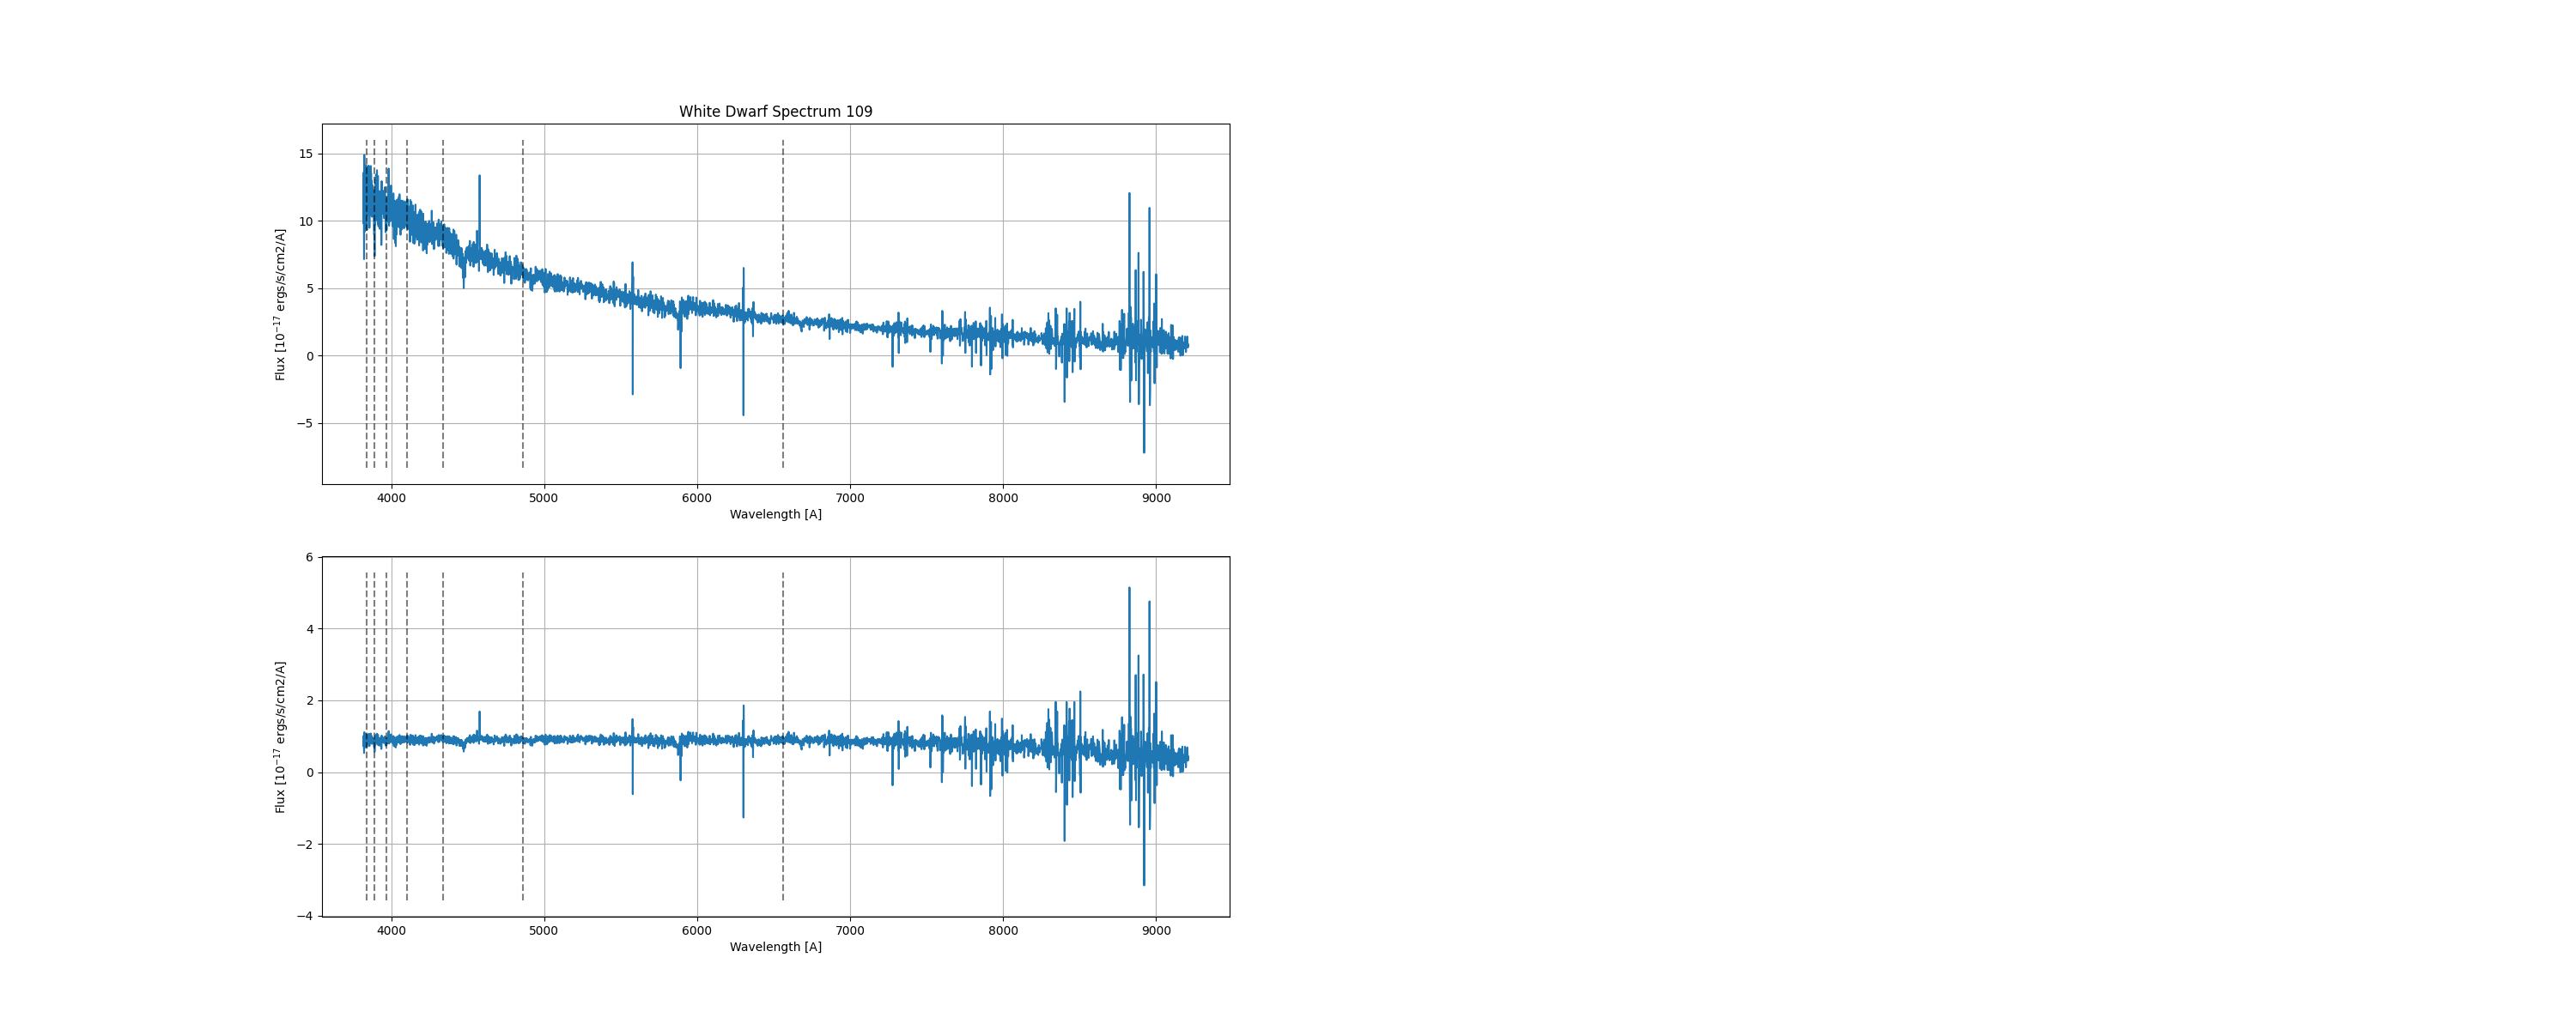 White Dwarf Spectrum 109
15
10
5
0
−5
Flux [10⁻¹⁷ ergs/s/cm2/A]
4000 5000 6000 7000 8000 9000
Wavelength [A]
6
4
2
0
−2
−4
Flux [10⁻¹⁷ ergs/s/cm2/A]
4000 5000 6000 7000 8000 9000
Wavelength [A]